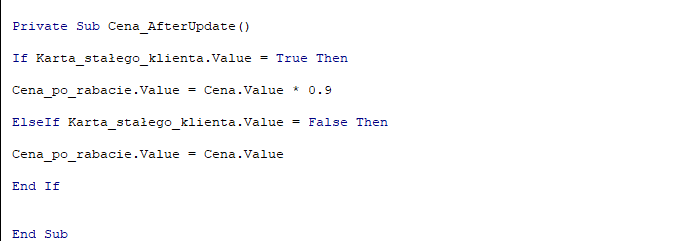 Private Sub Cena_AfterUpdate()
If Karta_stałego_klienta.Value = True Then
Cena_po_rabacie.Value = Cena.Value * 0.9
ElseIf Karta_stałego_klienta.Value = False Then
Cena_po_rabacie.Value = Cena.Value
End If
End Sub